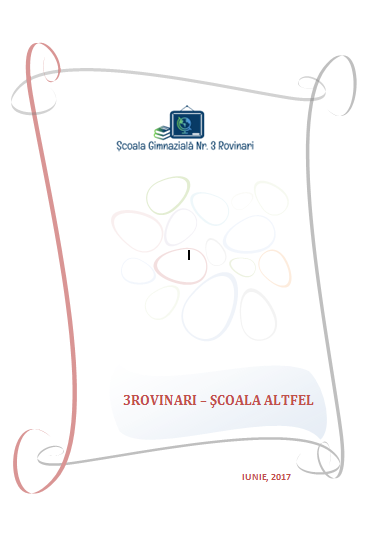 Şcoala Gimnazială Nr. 3 Rovinari
3ROVINARI – ŞCOALA ALTFEL
IUNIE, 2017